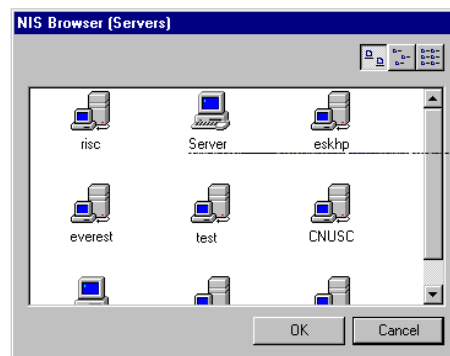 NIS Browser (Servers)
risc Server eskhp
everest test CNUSC
OK Cancel